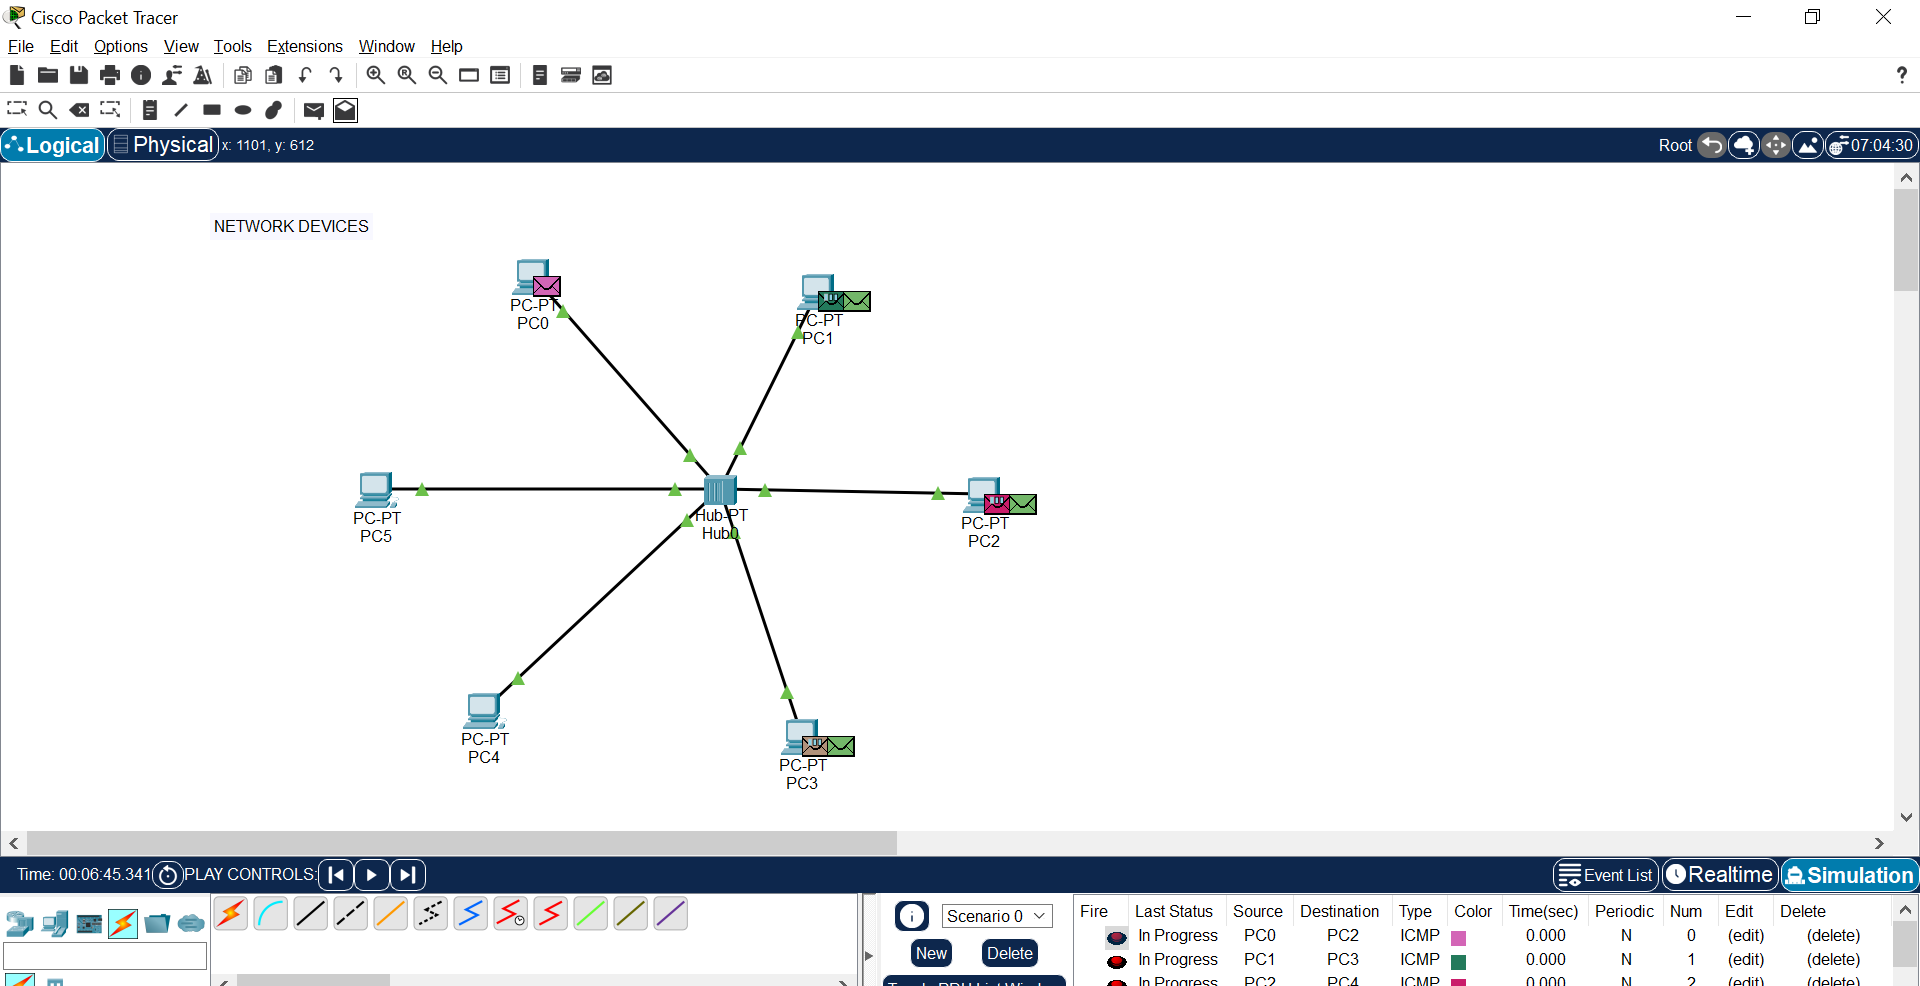 Cisco Packet Tracer
File Edit Options View Tools Extensions Window Help
?
Logical Physical x: 1101, y: 612 Root 07:04:30
NETWORK DEVICES
PC-PT
PC0
PC-PT
PC1
PC-PT
PC5
Hub-PT
Hub0
PC-PT
PC2
PC-PT
PC4
PC-PT
PC3
Time: 00:06:45.341 PLAY CONTROLS: Event List Realtime Simulation
Scenario 0
New Delete
Fire Last Status Source Destination Type Color Time(sec) Periodic Num Edit Delete
In Progress PC0 PC2 ICMP 0.000 N 0 (edit) (delete)
In Progress PC1 PC3 ICMP 0.000 N 1 (edit) (delete)
In Progress PC2 PC4 ICMP 0.000 N 2 (edit) (delete)